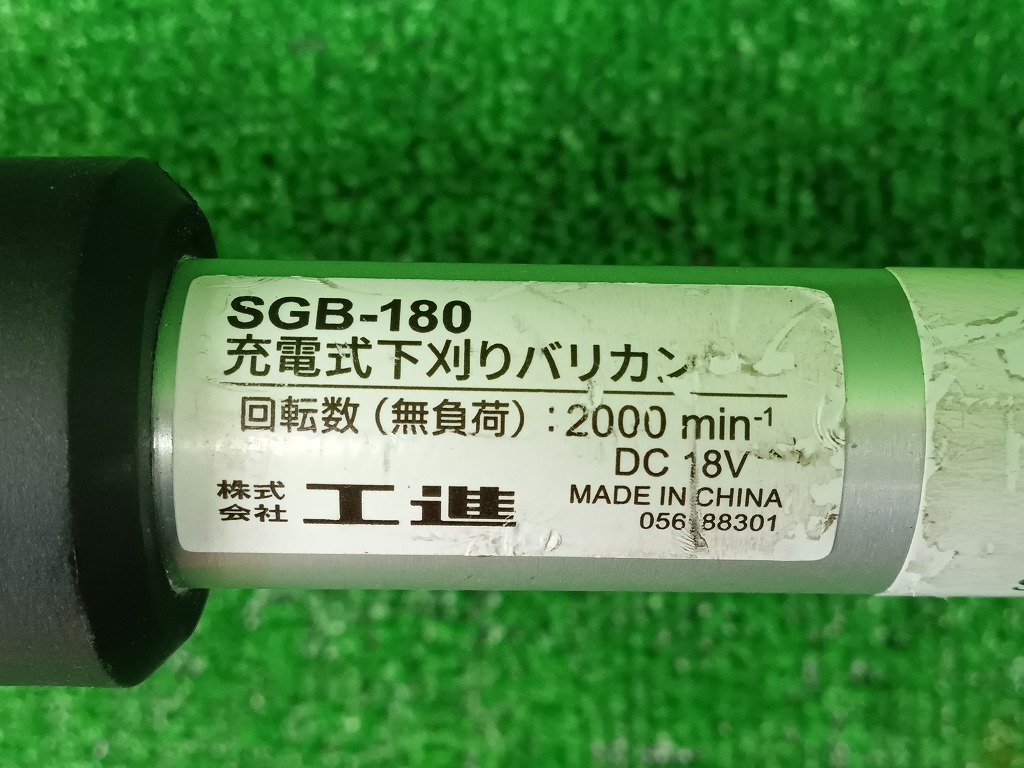 SGB-180
充電式下刈りバリカン
回転数（無負荷）：2000 min⁻¹
DC 18V
株式会社 工進
MADE IN CHINA